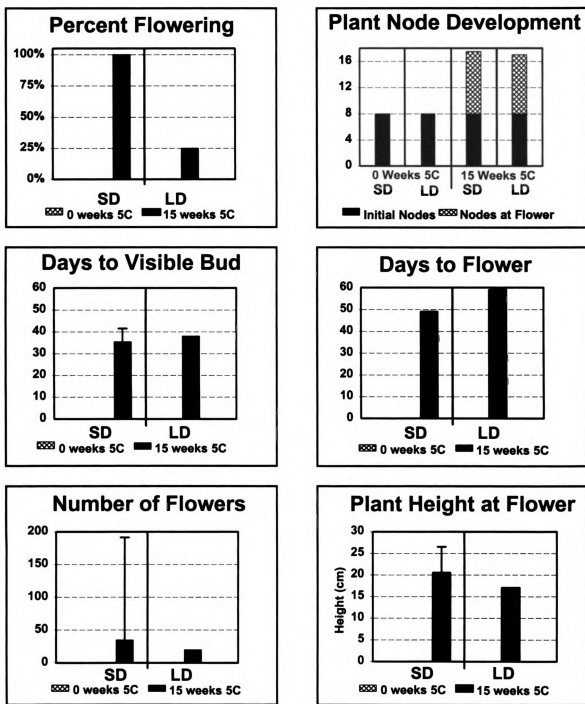 Percent Flowering
100%
75%
50%
25%
0%
SD LD
0 weeks 5C 15 weeks 5C
Plant Node Development
16
12
8
4
0
0 Weeks 5C 15 Weeks 5C
SD LD SD LD
Initial Nodes Nodes at Flower
Days to Visible Bud
60
50
40
30
20
10
0
SD LD
0 weeks 5C 15 weeks 5C
Days to Flower
60
50
40
30
20
10
0
SD LD
0 weeks 5C 15 weeks 5C
Number of Flowers
200
150
100
50
0
SD LD
0 weeks 5C 15 weeks 5C
Plant Height at Flower
Height (cm)
30
25
20
15
10
5
0
SD LD
0 weeks 5C 15 weeks 5C